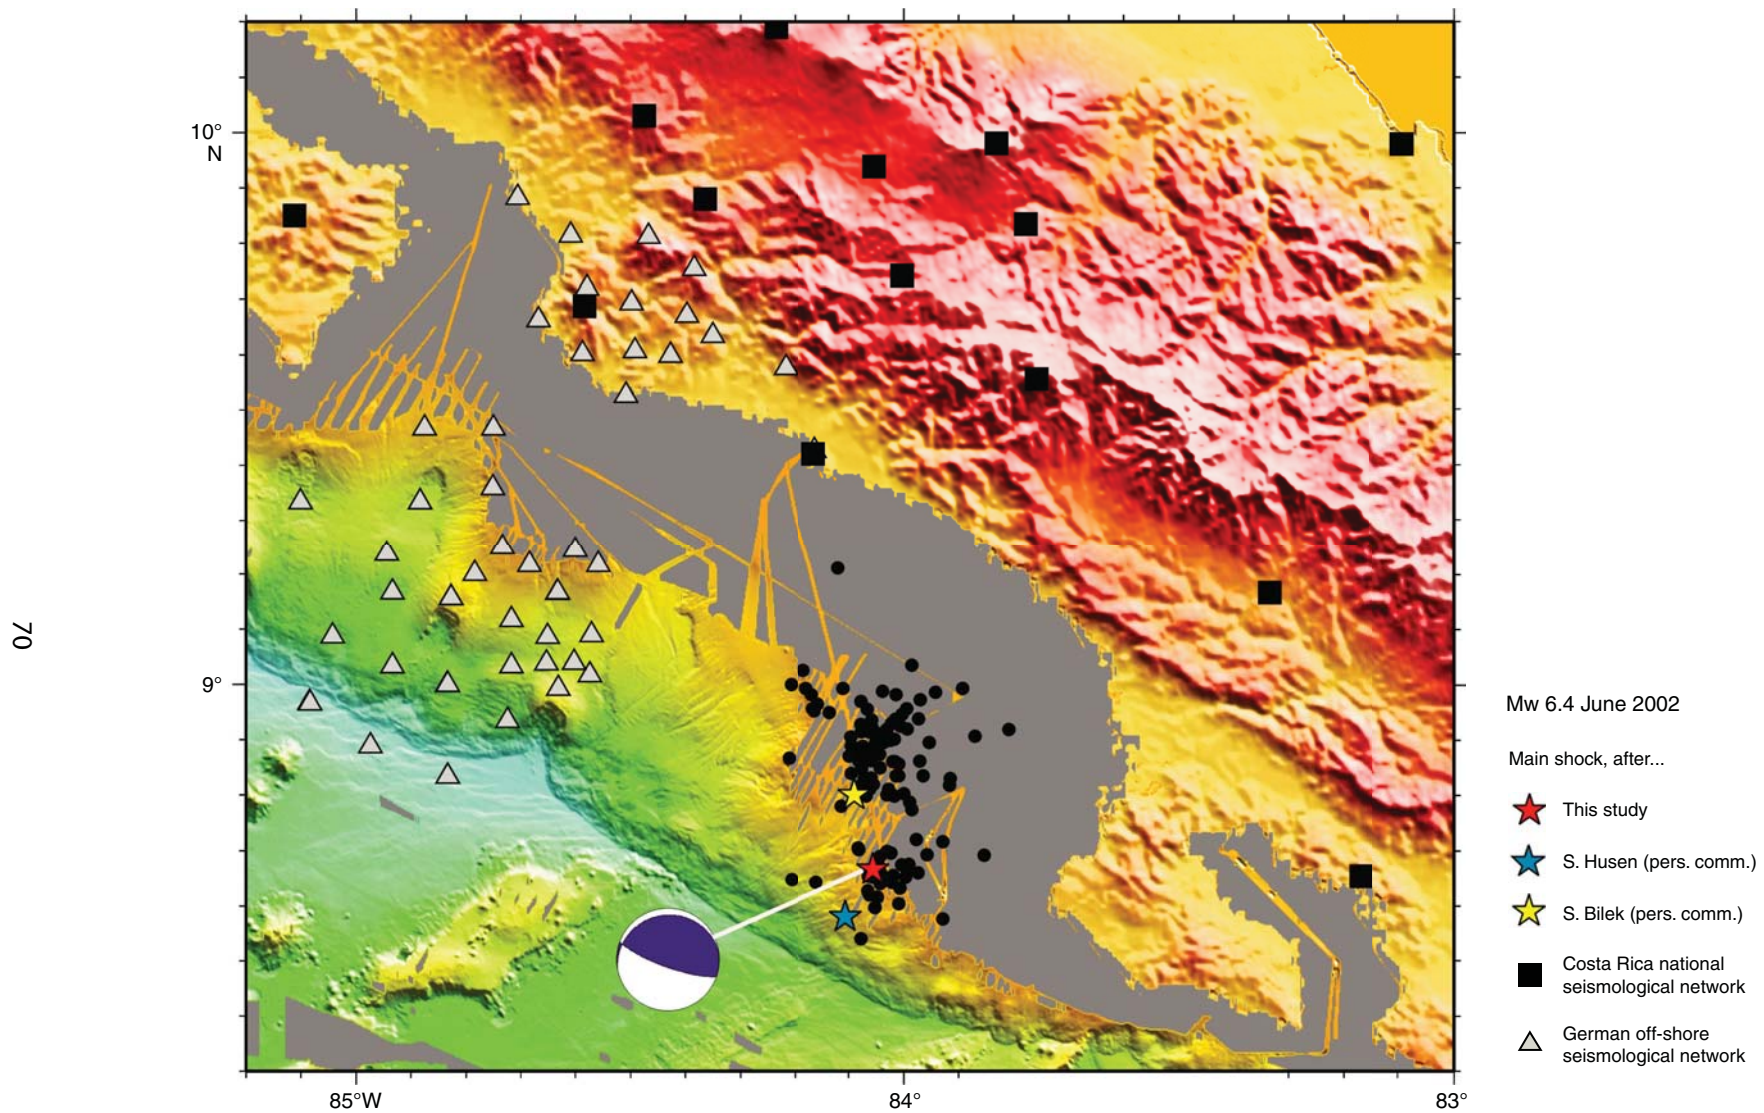 10°
N
9°
85°W
84°
83°
70
Mw 6.4 June 2002
Main shock, after...
This study
S. Husen (pers. comm.)
S. Bilek (pers. comm.)
Costa Rica national
seismological network
German off-shore
seismological network